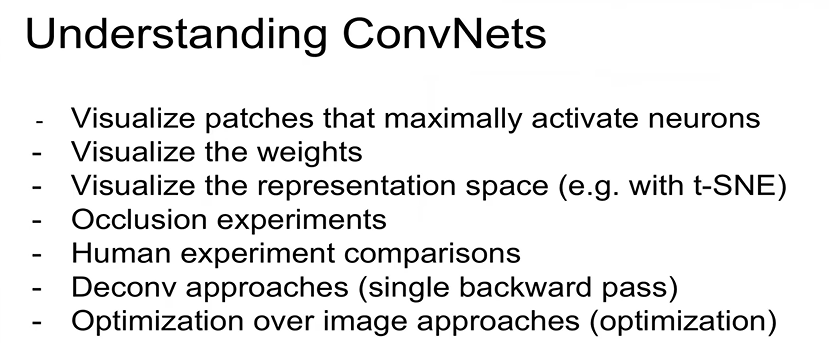 Understanding ConvNets
- Visualize patches that maximally activate neurons
- Visualize the weights
- Visualize the representation space (e.g. with t-SNE)
- Occlusion experiments
- Human experiment comparisons
- Deconv approaches (single backward pass)
- Optimization over image approaches (optimization)